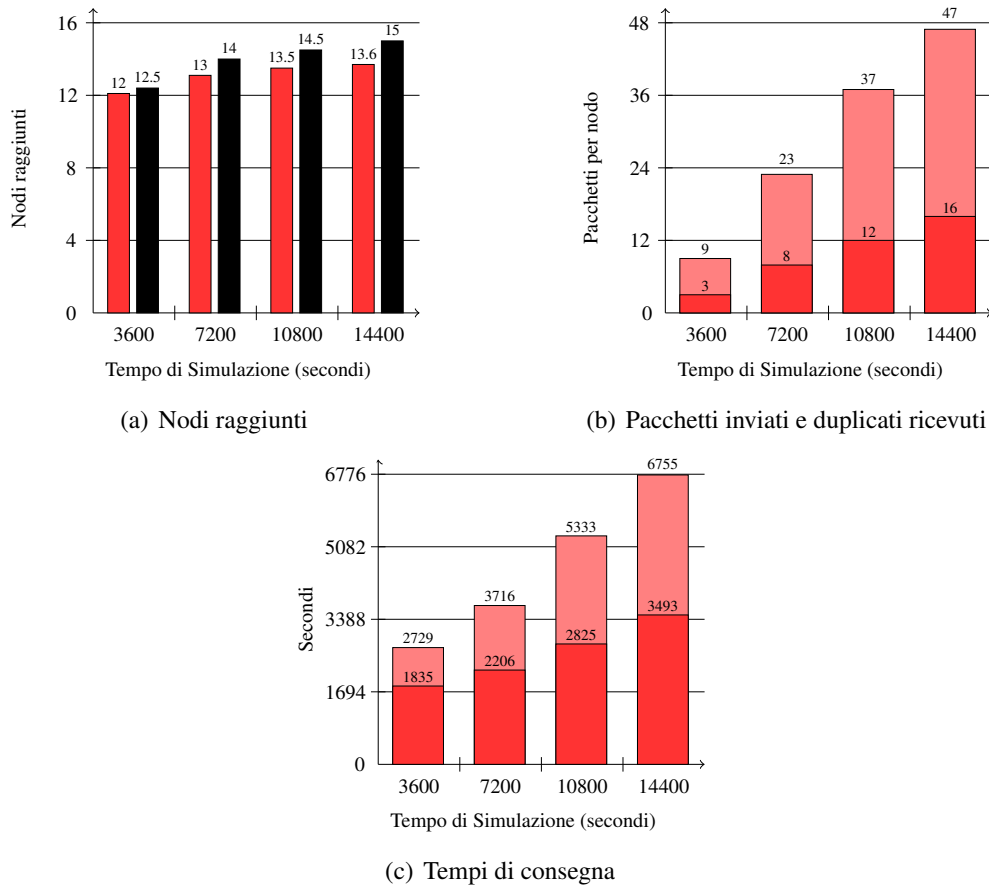 16
12
8
4
0
Nodi raggiunti
12 12.5
13 14
13.5 14.5
13.6 15
3600 7200 10800 14400
Tempo di Simulazione (secondi)
(a) Nodi raggiunti
48
36
24
12
0
Pacchetti per nodo
9
3
23
8
37
12
47
16
3600 7200 10800 14400
Tempo di Simulazione (secondi)
(b) Pacchetti inviati e duplicati ricevuti
6776
5082
3388
1694
0
Secondi
2729
1835
3716
2206
5333
2825
6755
3493
3600 7200 10800 14400
Tempo di Simulazione (secondi)
(c) Tempi di consegna